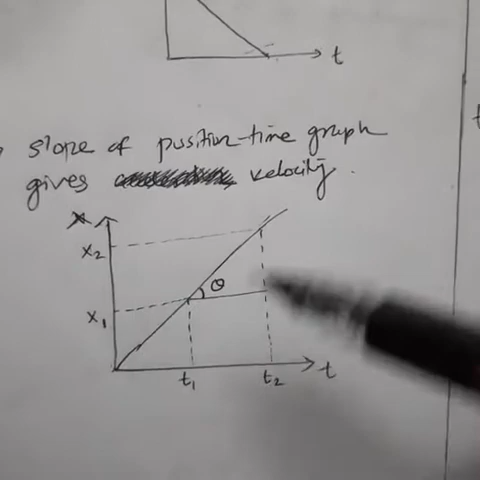 t
slope of position-time graph
gives velocity.
x
x2
θ
x1
t1 t2 t